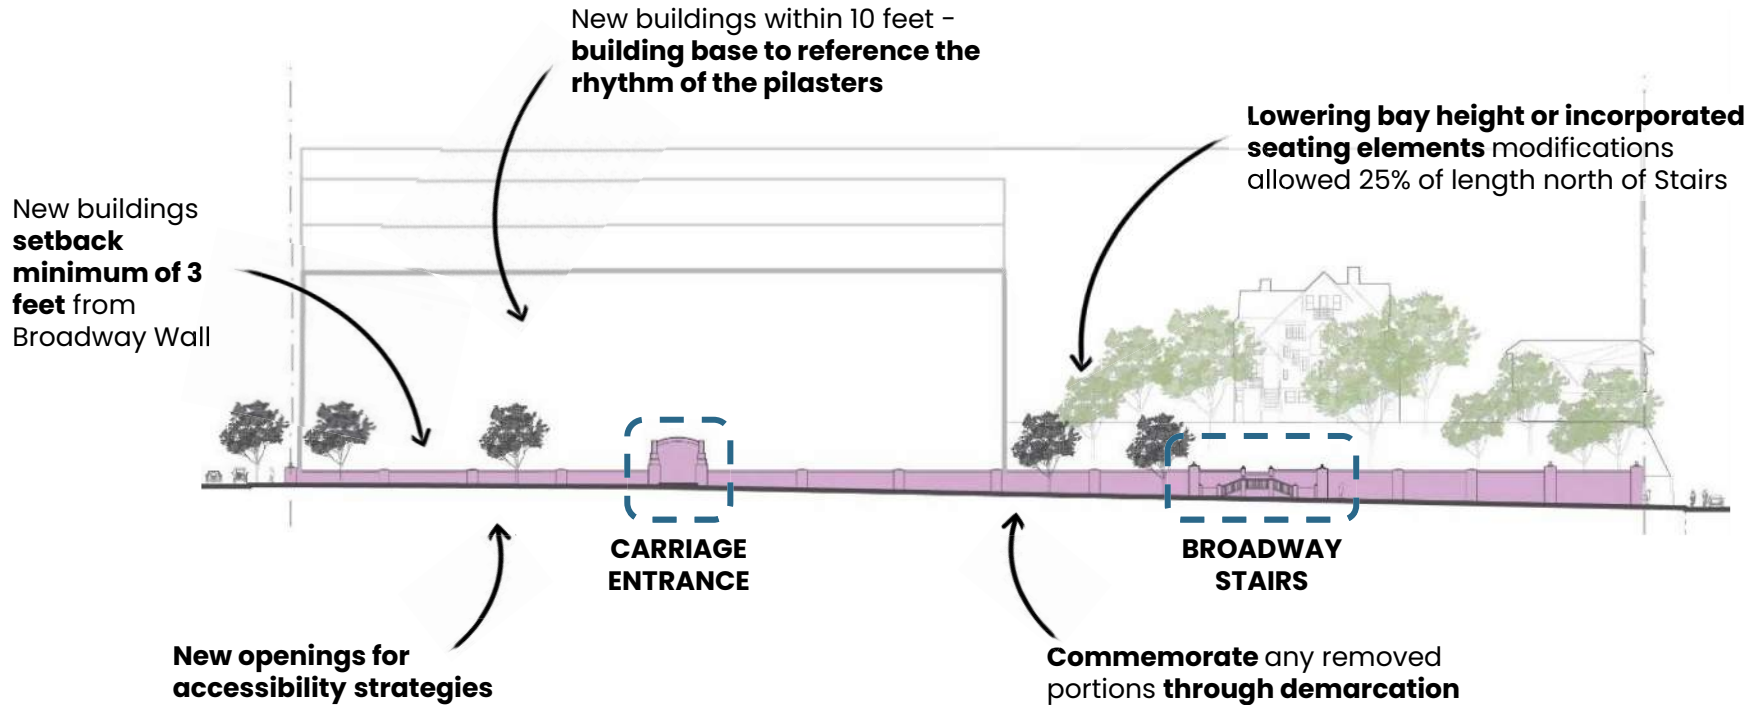 New buildings within 10 feet -
building base to reference the
rhythm of the pilasters
Lowering bay height or incorporated
seating elements modifications
allowed 25% of length north of Stairs
New buildings
setback
minimum of 3
feet from
Broadway Wall
CARRIAGE
ENTRANCE
BROADWAY
STAIRS
New openings for
accessibility strategies
Commemorate any removed
portions through demarcation